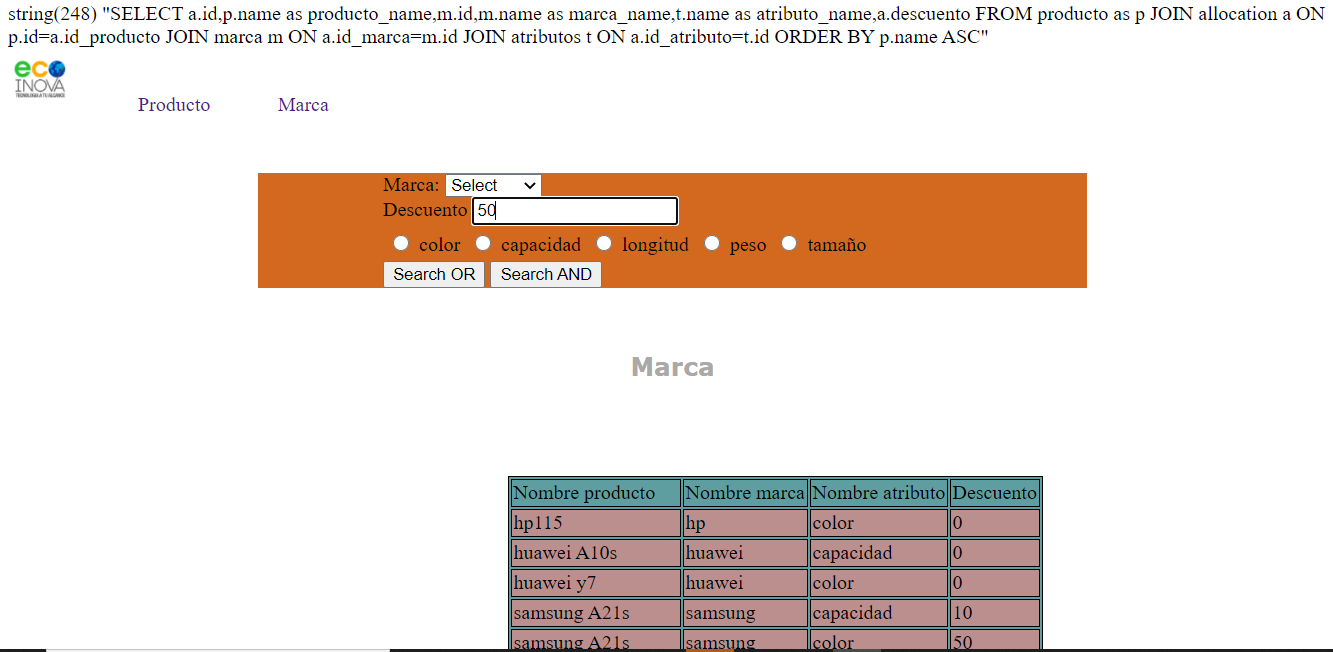 string(248) "SELECT a.id,p.name as producto_name,m.id,m.name as marca_name,t.name as atributo_name,a.descuento FROM producto as p JOIN allocation a ON
p.id=a.id_producto JOIN marca m ON a.id_marca=m.id JOIN atributos t ON a.id_atributo=t.id ORDER BY p.name ASC"
eco
INOVA
TECNOLOGIA A TU ALCANCE
Producto Marca
Marca: Select
Descuento 50
color capacidad longitud peso tamaño
Search OR Search AND
Marca
Nombre producto Nombre marca Nombre atributo Descuento
hp115 hp color 0
huawei A10s huawei capacidad 0
huawei y7 huawei color 0
samsung A21s samsung capacidad 10
samsung A21s samsung color 50